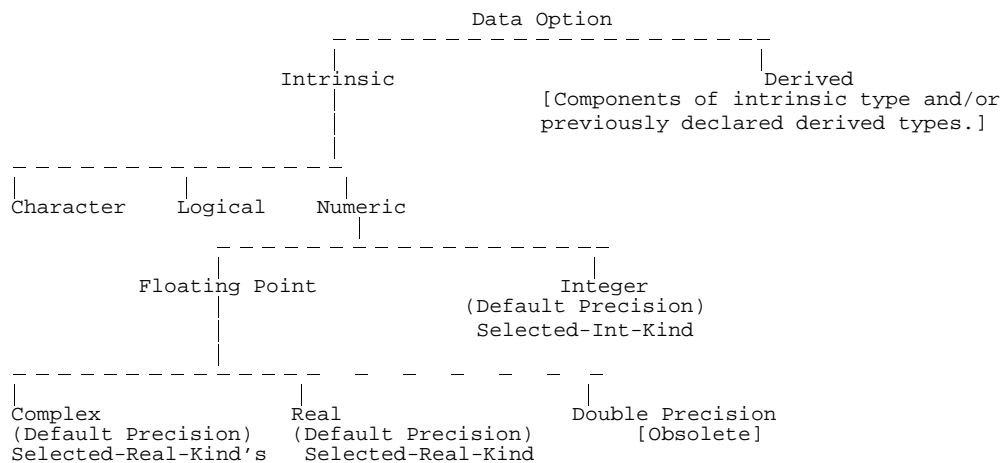 Data Option
Intrinsic Derived
[Components of intrinsic type and/or
previously declared derived types.]
Character Logical Numeric
Floating Point Integer
(Default Precision)
Selected-Int-Kind
Complex Real Double Precision
(Default Precision) (Default Precision) [Obsolete]
Selected-Real-Kind's Selected-Real-Kind